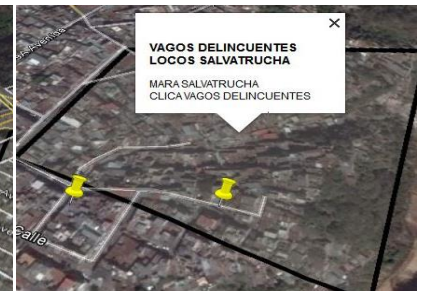 VAGOS DELINCUENTES
LOCOS SALVATRUCHA
MARA SALVATRUCHA
CLICA VAGOS DELINCUENTES
Calle